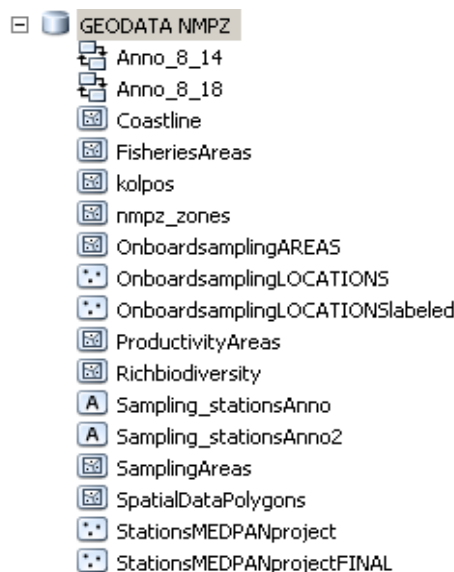 GEODATA NMPZ
Anno_8_14
Anno_8_18
Coastline
FisheriesAreas
kolpos
nmpz_zones
OnboardsamplingAREAS
OnboardsamplingLOCATIONS
OnboardsamplingLOCATIONSlabeled
ProductivityAreas
Richbiodiversity
A Sampling_stationsAnno
A Sampling_stationsAnno2
SamplingAreas
SpatialDataPolygons
StationsMEDPANproject
StationsMEDPANprojectFINAL